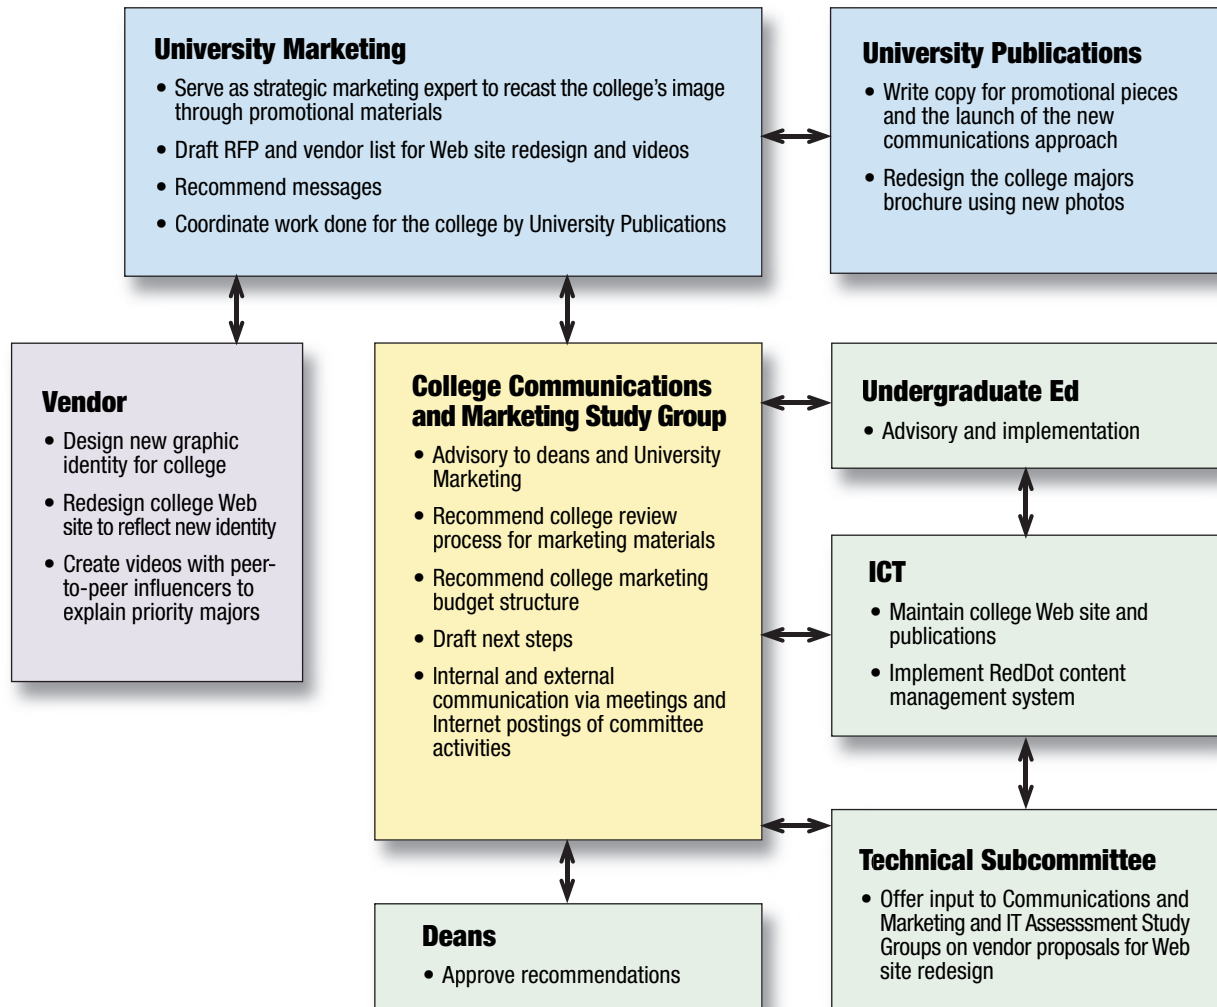 University Marketing
• Serve as strategic marketing expert to recast the college’s image
through promotional materials
• Draft RFP and vendor list for Web site redesign and videos
• Recommend messages
• Coordinate work done for the college by University Publications
University Publications
• Write copy for promotional pieces
and the launch of the new
communications approach
• Redesign the college majors
brochure using new photos
Vendor
• Design new graphic
identity for college
• Redesign college Web
site to reflect new identity
• Create videos with peer-
to-peer influencers to
explain priority majors
College Communications
and Marketing Study Group
• Advisory to deans and University
Marketing
• Recommend college review
process for marketing materials
• Recommend college marketing
budget structure
• Draft next steps
• Internal and external
communication via meetings and
Internet postings of committee
activities
Undergraduate Ed
• Advisory and implementation
ICT
• Maintain college Web site and
publications
• Implement RedDot content
management system
Technical Subcommittee
• Offer input to Communications and
Marketing and IT Assesssment Study
Groups on vendor proposals for Web
site redesign
Deans
• Approve recommendations